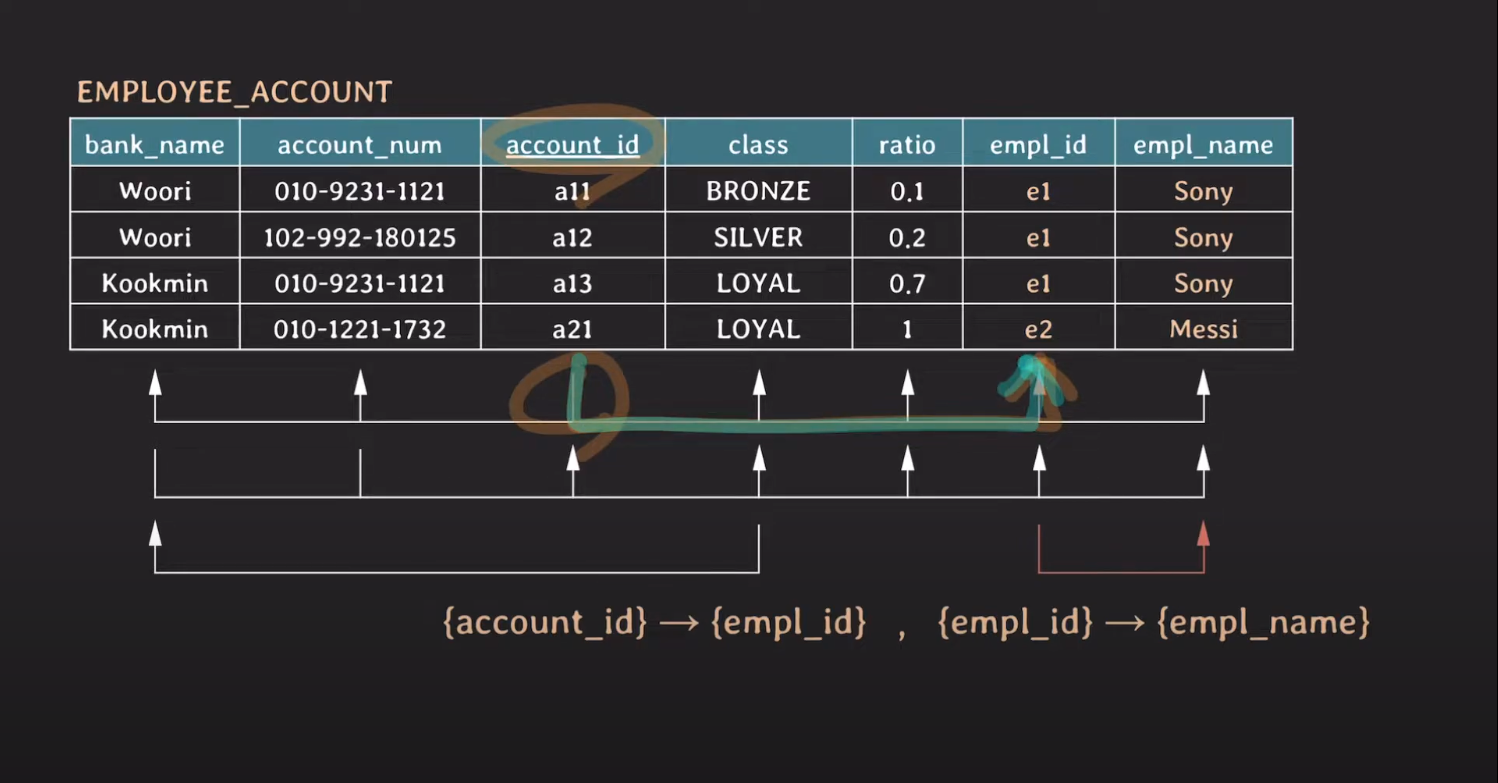 EMPLOYEE_ACCOUNT
bank_name account_num account_id class ratio empl_id empl_name
Woori 010-9231-1121 a11 BRONZE 0.1 e1 Sony
Woori 102-992-180125 a12 SILVER 0.2 e1 Sony
Kookmin 010-9231-1121 a13 LOYAL 0.7 e1 Sony
Kookmin 010-1221-1732 a21 LOYAL 1 e2 Messi
{account_id} → {empl_id} , {empl_id} → {empl_name}